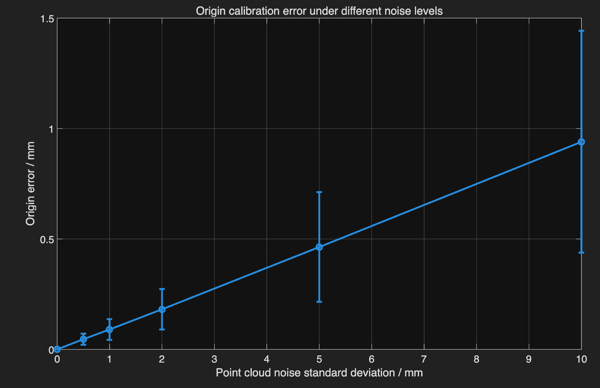 Origin calibration error under different noise levels
1.5
1
0.5
0
Origin error / mm
0 1 2 3 4 5 6 7 8 9 10
Point cloud noise standard deviation / mm